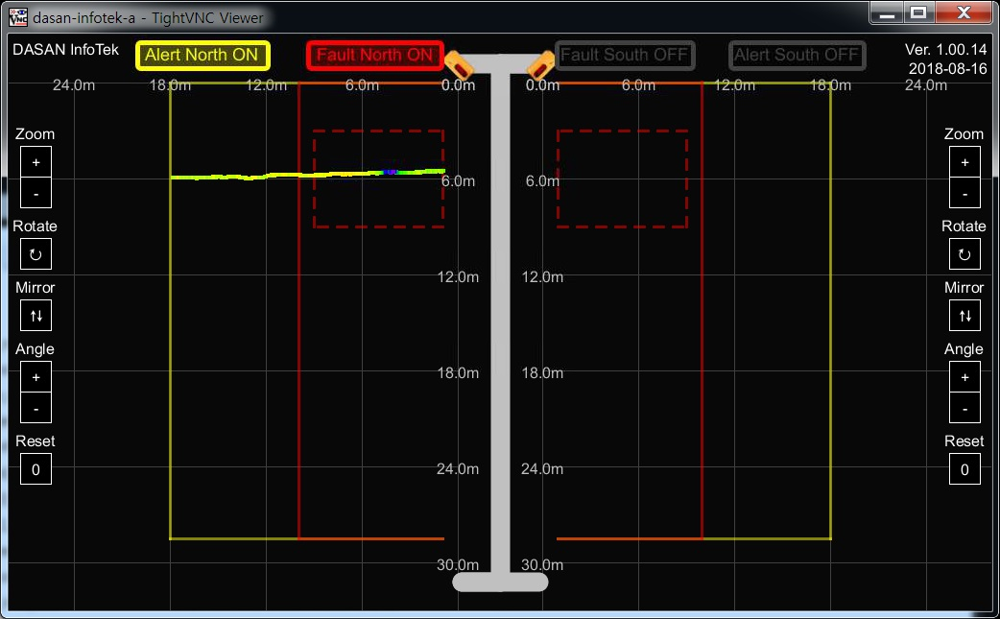 dasan-infotek-a - TightVNC Viewer
DASAN InfoTek
Alert North ON
Fault North ON
Fault South OFF
Alert South OFF
Ver. 1.00.14
2018-08-16
24.0m 18.0m 12.0m 6.0m 0.0m 0.0m 6.0m 12.0m 18.0m 24.0m
Zoom
+
-
Rotate
↻
Mirror
↑↓
Angle
+
-
Reset
0
6.0m 6.0m
12.0m 12.0m
18.0m 18.0m
24.0m 24.0m
30.0m 30.0m
Zoom
+
-
Rotate
↻
Mirror
↑↓
Angle
+
-
Reset
0